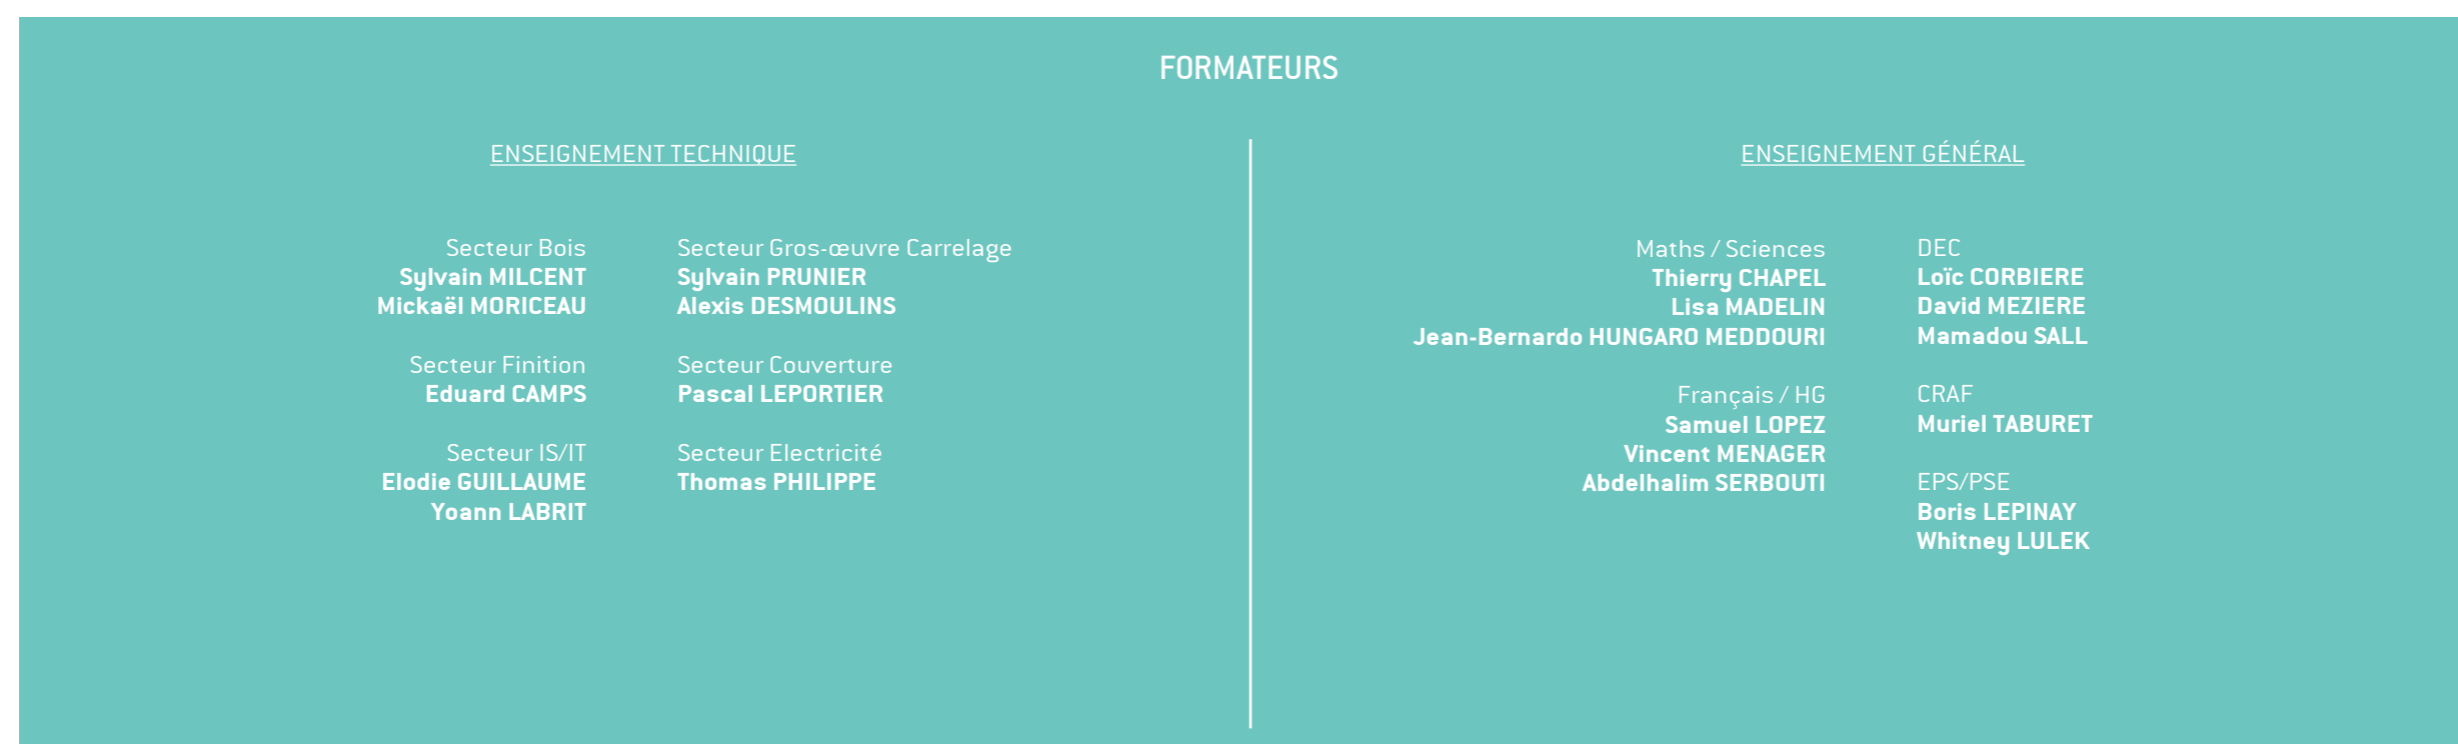 FORMATEURS
ENSEIGNEMENT TECHNIQUE
Secteur Bois
Sylvain MILCENT
Mickaël MORICEAU
Secteur Finition
Eduard CAMPS
Secteur IS/IT
Elodie GUILLAUME
Yoann LABRIT
Secteur Gros-œuvre Carrelage
Sylvain PRUNIER
Alexis DESMOULINS
Secteur Couverture
Pascal LEPORTIER
Secteur Electricité
Thomas PHILIPPE
ENSEIGNEMENT GÉNÉRAL
Maths / Sciences
Thierry CHAPEL
Lisa MADELIN
Jean-Bernardo HUNGARO MEDDOURI
Français / HG
Samuel LOPEZ
Vincent MENAGER
Abdelhalim SERBOUTI
DEC
Loïc CORBIERE
David MEZIERE
Mamadou SALL
CRAF
Muriel TABURET
EPS/PSE
Boris LEPINAY
Whitney LULEK